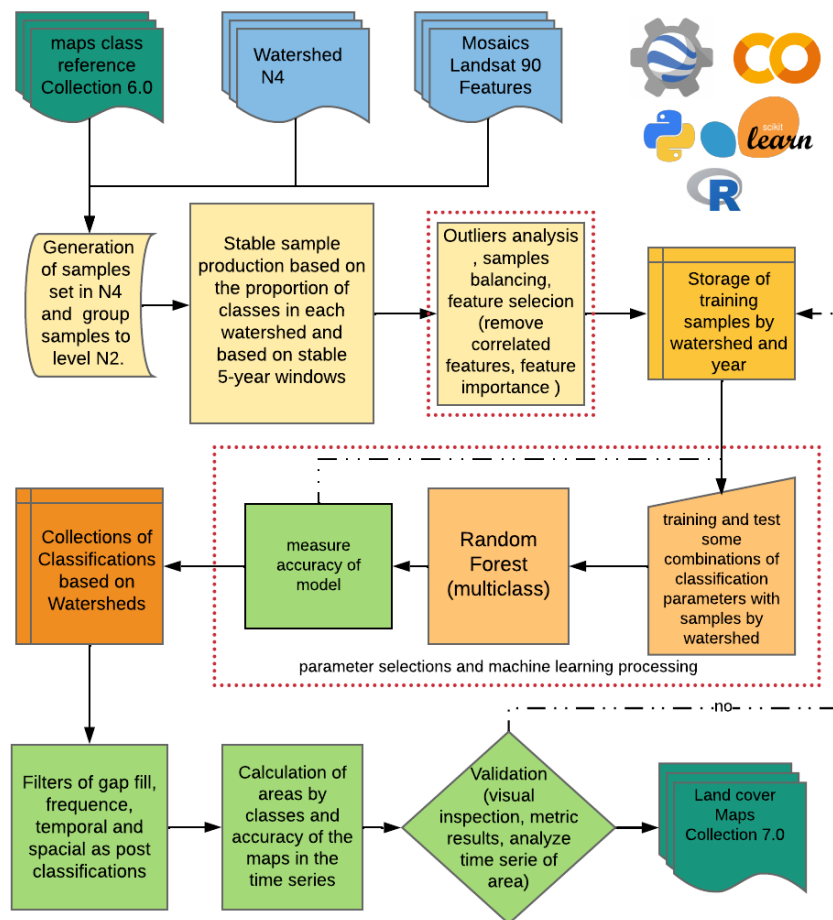 maps class
reference
Collection 6.0
Watershed
N4
Mosaics
Landsat 90
Features
scikit
learn
R
Generation
of samples
set in N4
and group
samples to
level N2.
Stable sample
production based on
the proportion of
classes in each
watershed and
based on stable
5-year windows
Outliers analysis
, samples
balancing,
feature selecion
(remove
correlated
features, feature
importance )
Storage of
training
samples by
watershed and
year
Collections of
Classifications
based on
Watersheds
measure
accuracy of
model
Random
Forest
(multiclass)
training and test
some
combinations of
classification
parameters with
samples by
watershed
parameter selections and machine learning processing
no
Filters of gap fill,
frequence,
temporal and
spacial as post
classifications
Calculation of
areas by
classes and
accuracy of the
maps in the
time series
Validation
(visual
inspection, metric
results, analyze
time serie of
area)
Land cover
Maps
Collection 7.0